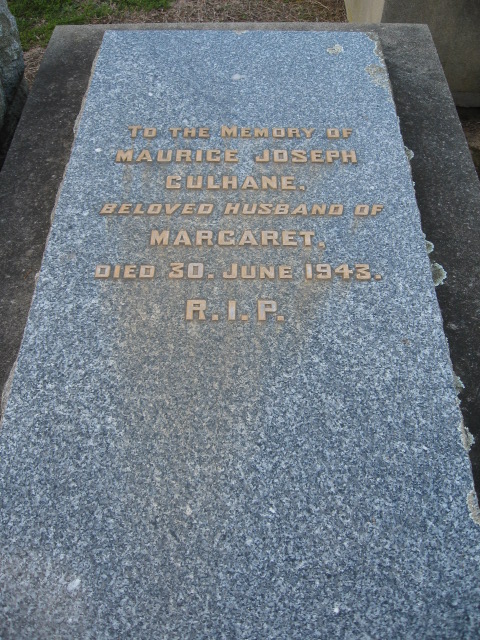 To the Memory of
MAURICE JOSEPH
CULHANE.
BELOVED HUSBAND OF
MARGARET,
DIED 30. JUNE 1943.
R.I.P.